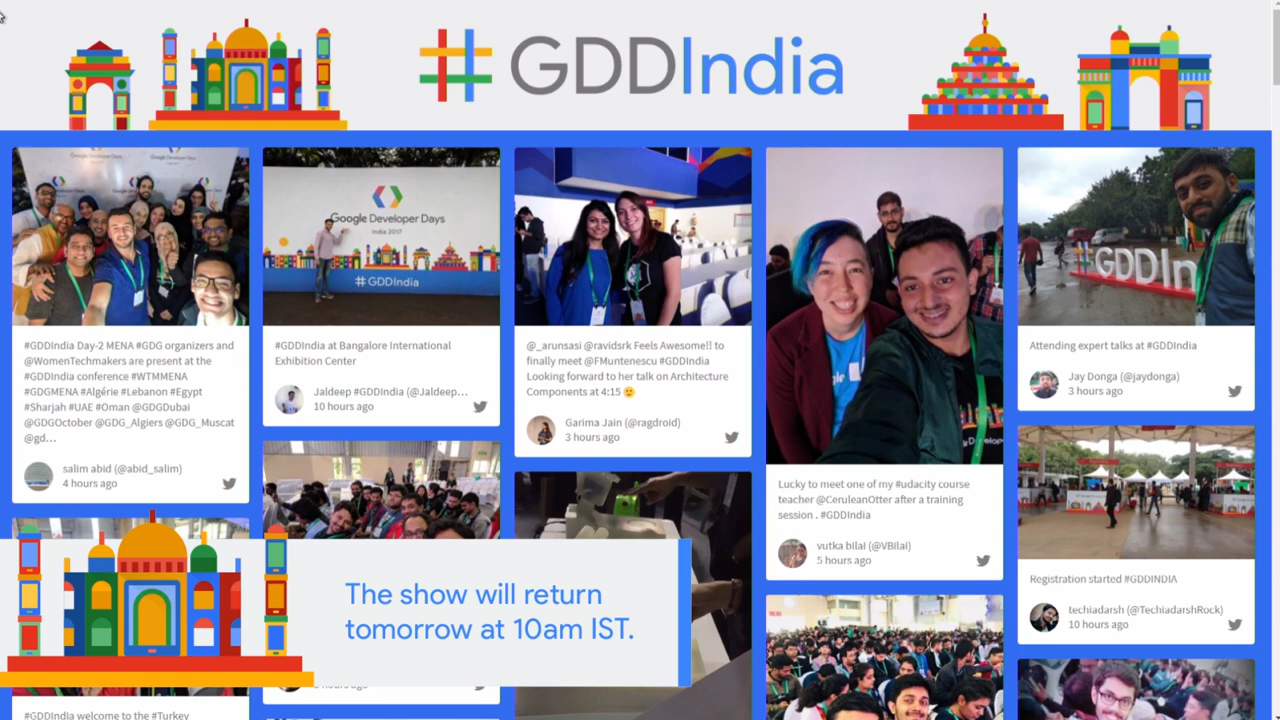 #GDDIndia
Google Developer Days
India 2017
#GDDIndia
#GDDIn
#GDDIndia Day-2 MENA #GDG organizers and
@WomenTechmakers are present at the
#GDDIndia conference #WTMMENA
#GDGMENA #Algérie #Lebanon #Egypt
#Sharjah #UAE #Oman @GDGDubai
@GDGOctober @GDG_Algiers @GDG_Muscat
@gd…
salim abid (@abid_salim)
4 hours ago
#GDDIndia at Bangalore International
Exhibition Center
Jaldeep #GDDIndia (@Jaldeep…
10 hours ago
@_arunsasi @ravidsrk Feels Awesome!! to
finally meet @FMuntenescu #GDDIndia
Looking forward to her talk on Architecture
Components at 4:15
Garima Jain (@ragdroid)
3 hours ago
Lucky to meet one of my #udacity course
teacher @CeruleanOtter after a training
session . #GDDIndia
vutka bilai (@VBilai)
5 hours ago
Attending expert talks at #GDDIndia
Jay Donga (@jaydonga)
3 hours ago
Registration started #GDDINDIA
techiadarsh (@TechiadarshRock)
10 hours ago
The show will return
tomorrow at 10am IST.
#GDDIndia welcome to the #Turkey